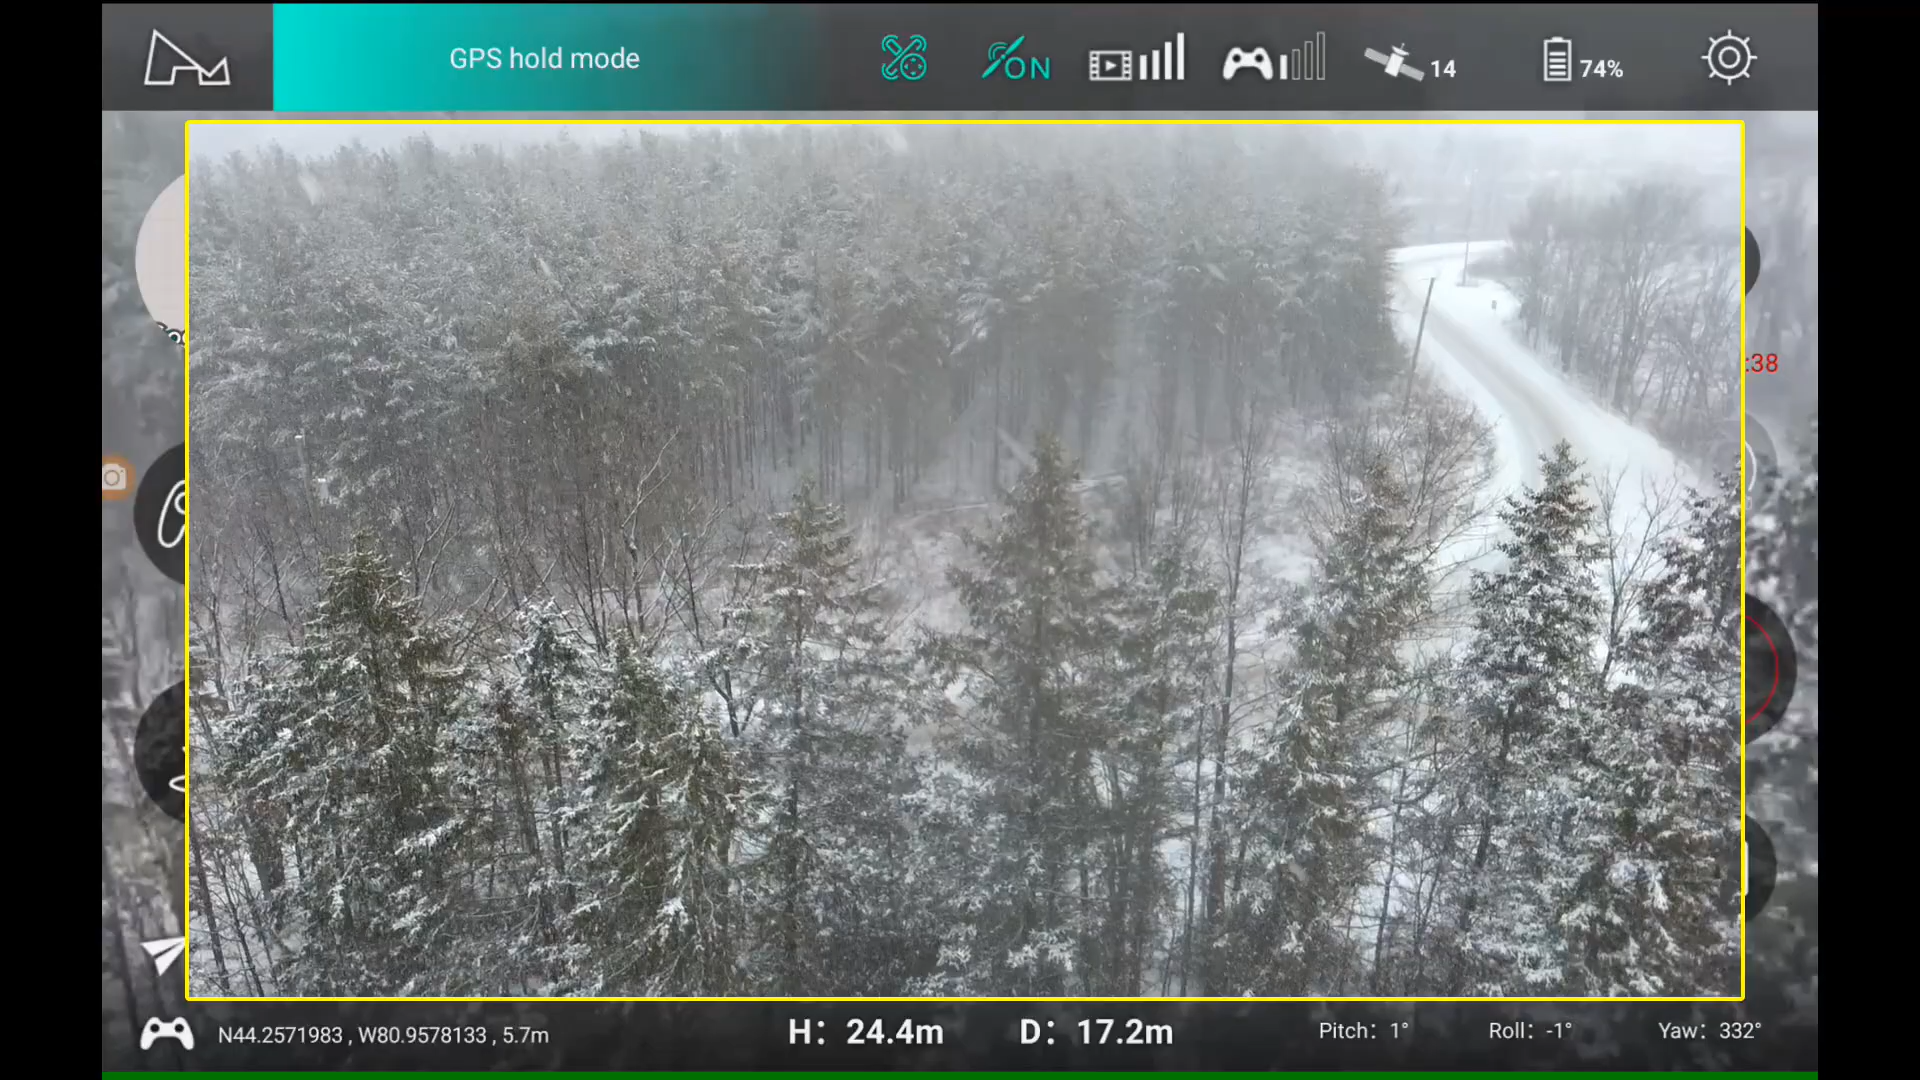 GPS hold mode
ON
14
74%
:38
N44.2571983 , W80.9578133 , 5.7m
H: 24.4m
D: 17.2m
Pitch: 1°
Roll: -1°
Yaw: 332°